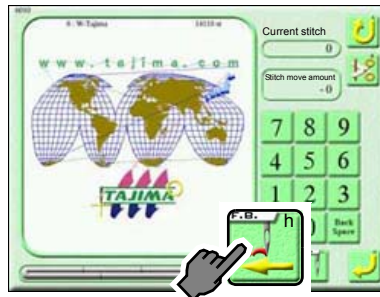 6 : W-Tajima
14110 st
www.tajima.com
TAJIMA
Current stitch
0
Stitch move amount
-0
7 8 9
4 5 6
1 2 3
Back
Space
F.B.
h